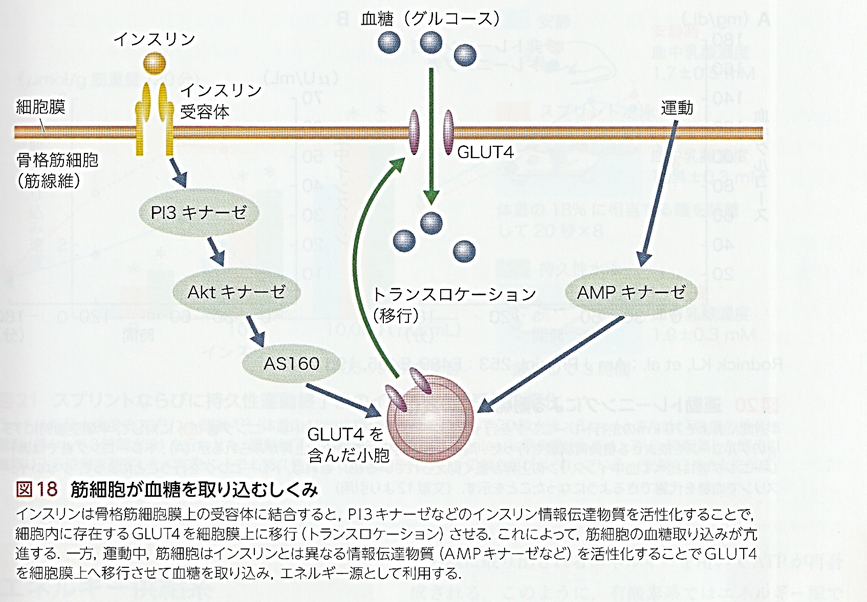 血糖（グルコース）
インスリン
インスリン
受容体
細胞膜
運動
骨格筋細胞
（筋線維）
GLUT4
PI3 キナーゼ
Akt キナーゼ
トランスロケーション
（移行）
AMP キナーゼ
AS160
GLUT4 を
含んだ小胞
図18 筋細胞が血糖を取り込むしくみ
インスリンは骨格筋細胞膜上の受容体に結合すると，PI3キナーゼなどのインスリン情報伝達物質を活性化することで，
細胞内に存在するGLUT4を細胞膜上に移行（トランスロケーション）させる．これによって，筋細胞の血糖取り込みが亢
進する．一方，運動中，筋細胞はインスリンとは異なる情報伝達物質（AMPキナーゼなど）を活性化することでGLUT4
を細胞膜上へ移行させて血糖を取り込み，エネルギー源として利用する．